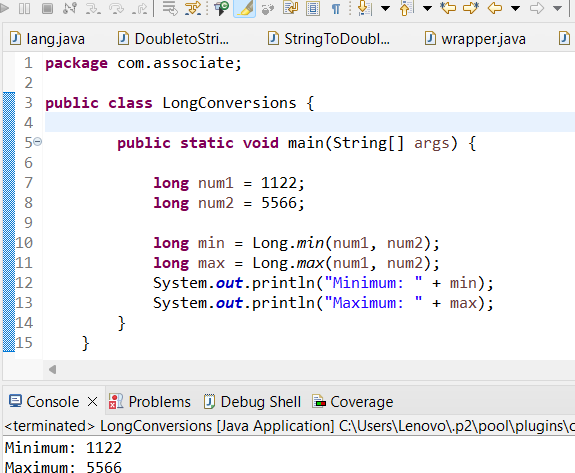 lang.java DoubletoStri... StringToDoubl... wrapper.java
1 package com.associate;
2
3 public class LongConversions {
4
5 public static void main(String[] args) {
6
7 long num1 = 1122;
8 long num2 = 5566;
9
10 long min = Long.min(num1, num2);
11 long max = Long.max(num1, num2);
12 System.out.println("Minimum: " + min);
13 System.out.println("Maximum: " + max);
14 }
15 }
Console Problems Debug Shell Coverage
<terminated> LongConversions [Java Application] C:\Users\Lenovo\.p2\pool\plugins\
Minimum: 1122
Maximum: 5566